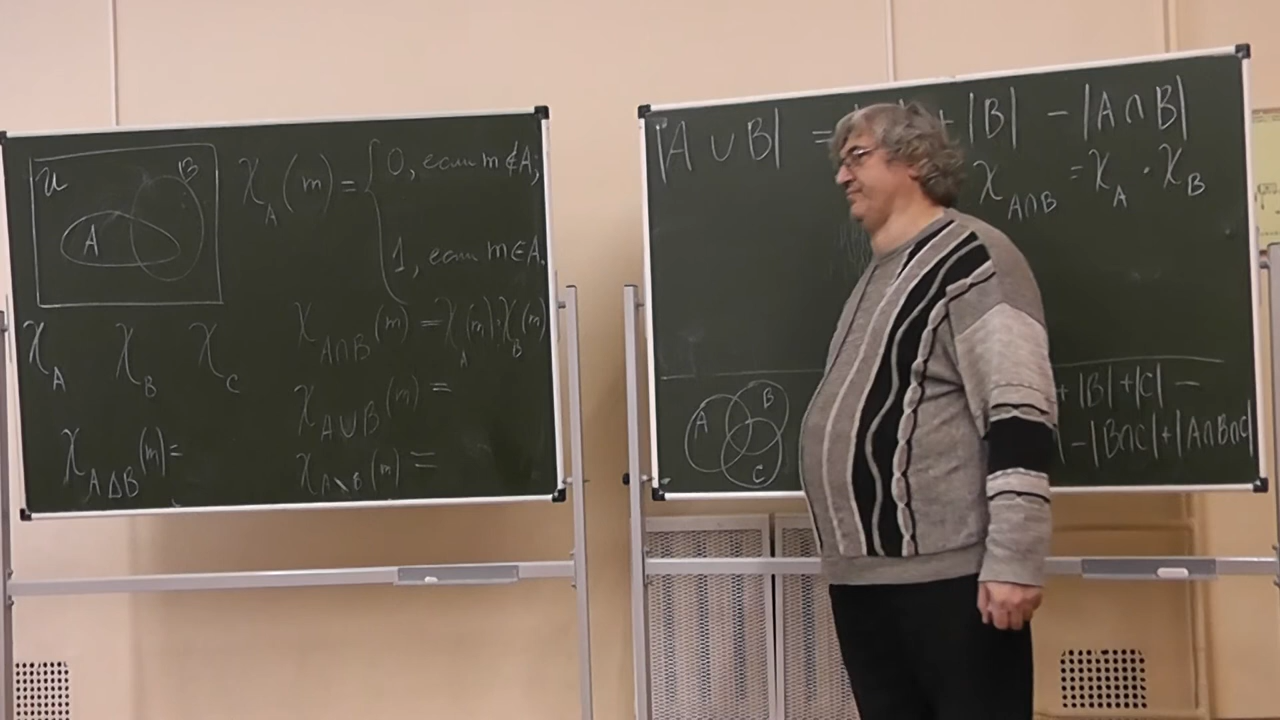 U B
A
χ_A(m) = { 0, если m ∉ A;
1, если m ∈ A.
χ_A χ_B χ_C
χ_{A∩B}(m) = χ_A(m)·χ_B(m)
χ_{A∪B}(m) =
χ_{AΔB}(m) =
χ_{A\B}(m) =
|A ∪ B| = + |B| − |A ∩ B|
χ_{A∩B} = χ_A · χ_B
A B C
+ |B| + |C| −
− |B∩C| + |A∩B∩C|